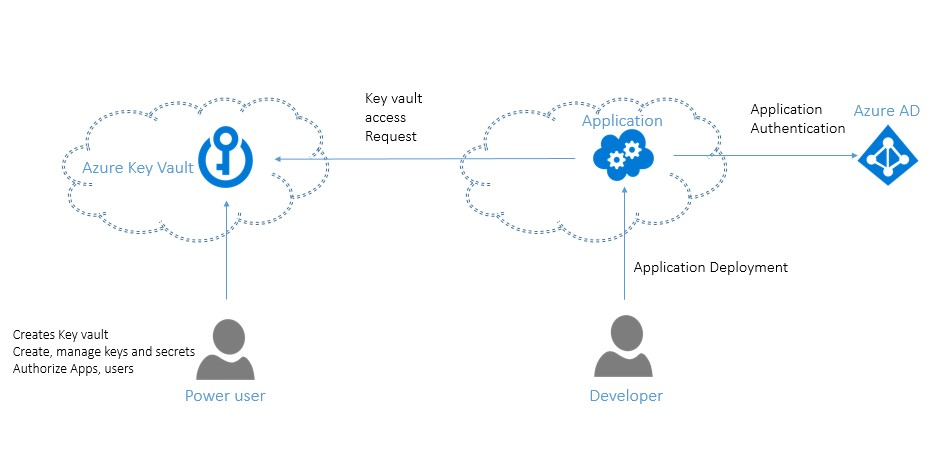 Key vault
access
Request
Application
Application
Authentication
Azure AD
Azure Key Vault
Application Deployment
Creates Key vault
Create, manage keys and secrets
Authorize Apps, users
Power user
Developer